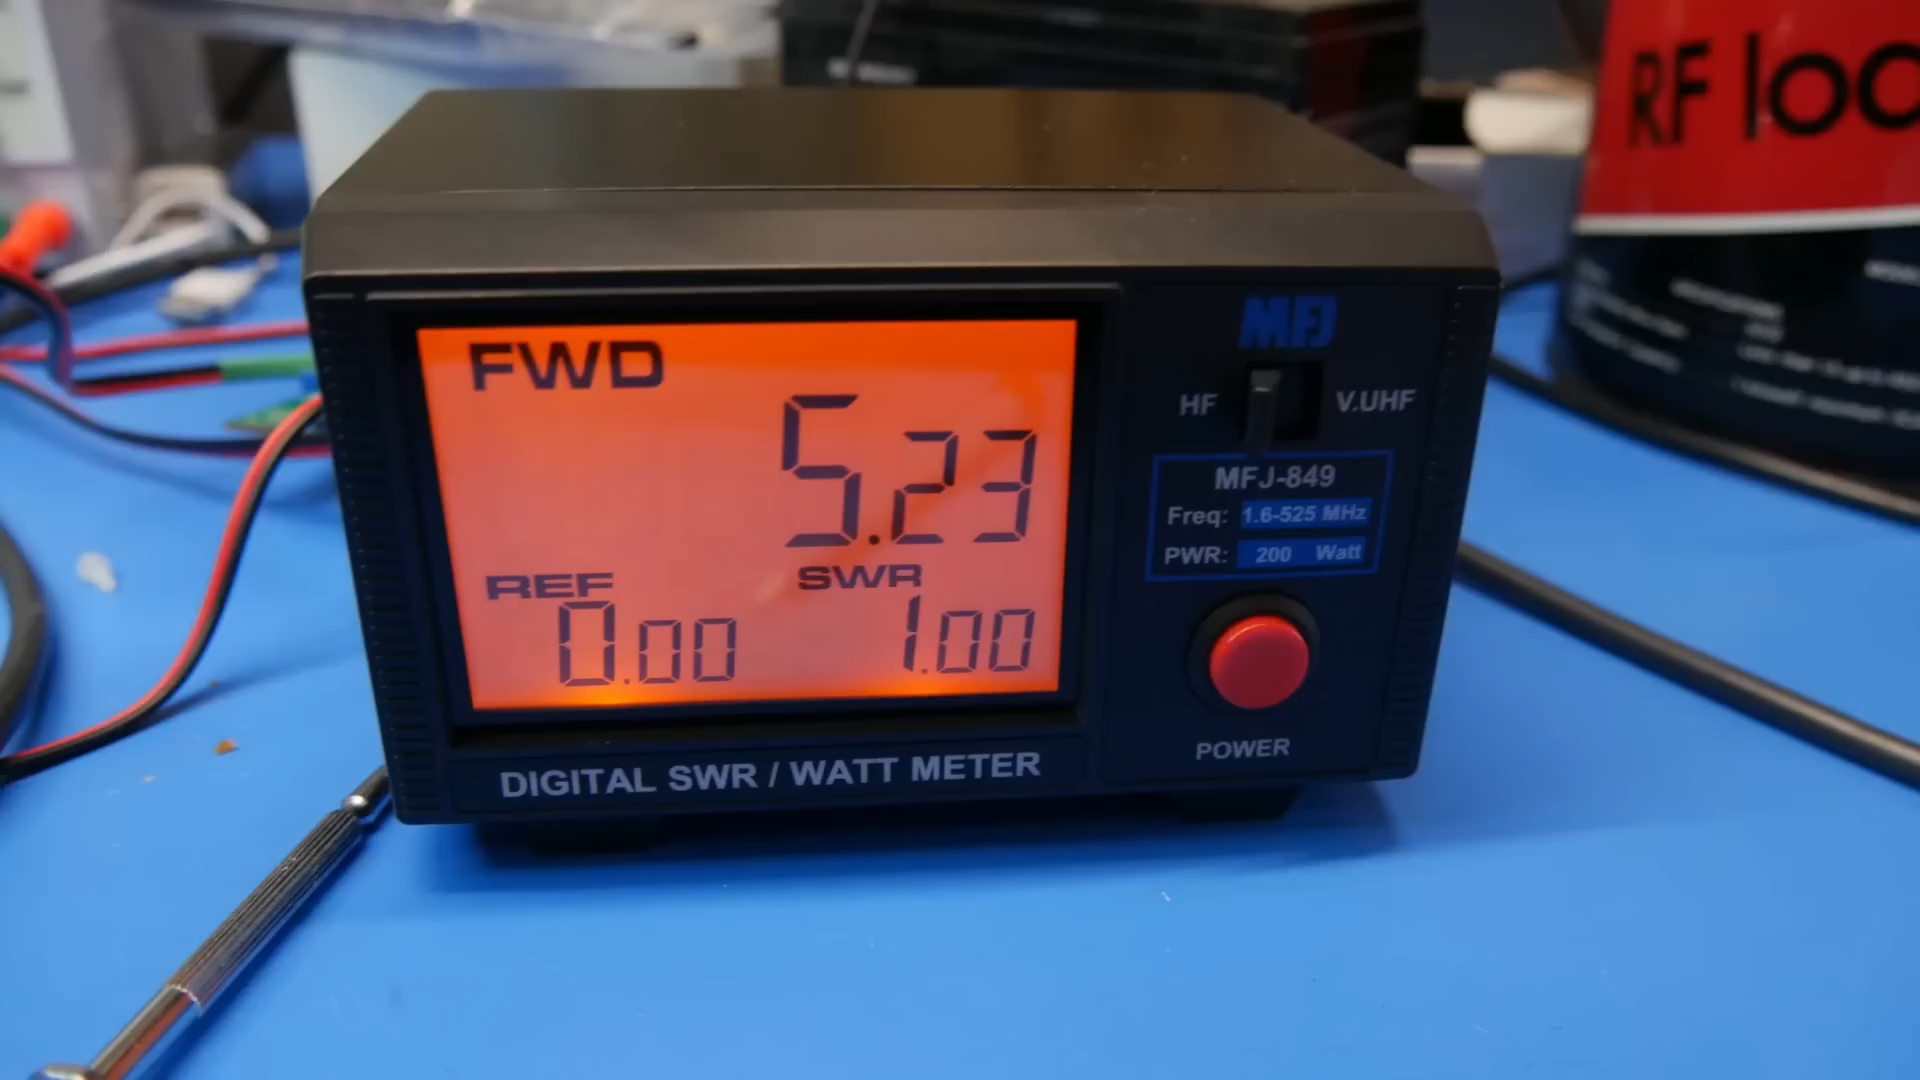 RF loa
MFJ
FWD
5.23
HF
V.UHF
MFJ-849
Freq: 1.6-525 MHz
PWR: 200 Watt
REF
SWR
0.00
1.00
POWER
DIGITAL SWR / WATT METER